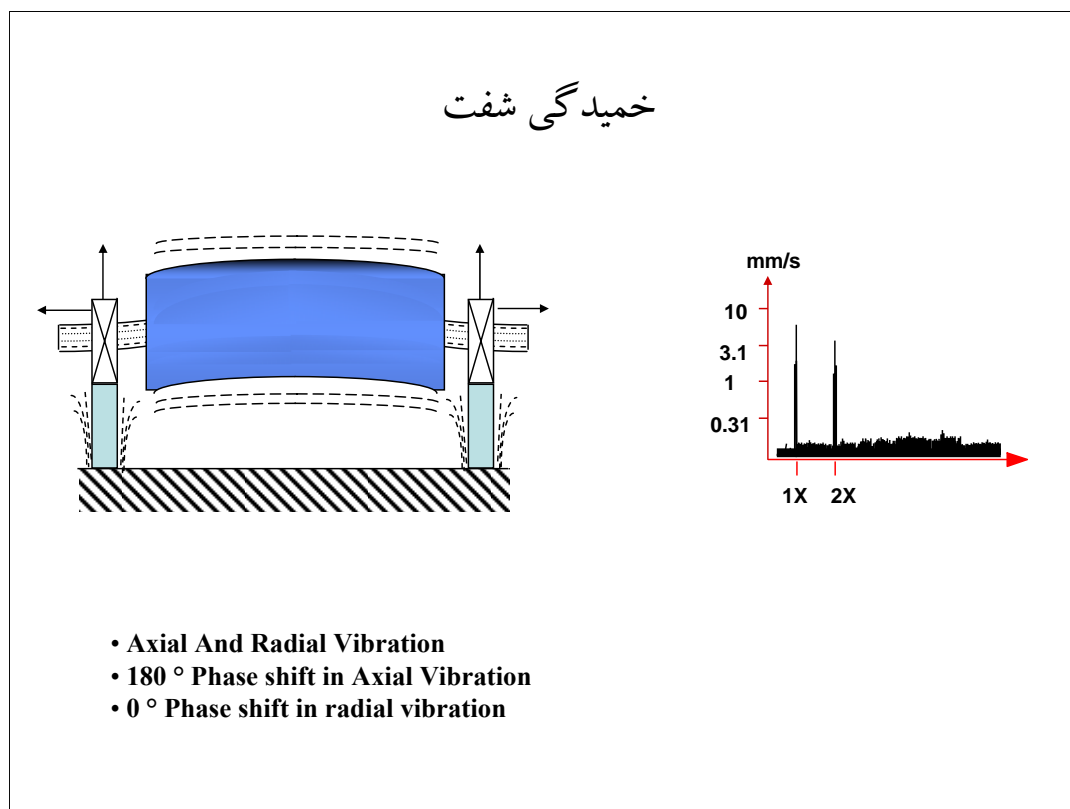 خمیدگی شفت
mm/s
10
3.1
1
0.31
1X 2X
• Axial And Radial Vibration
• 180 ° Phase shift in Axial Vibration
• 0 ° Phase shift in radial vibration